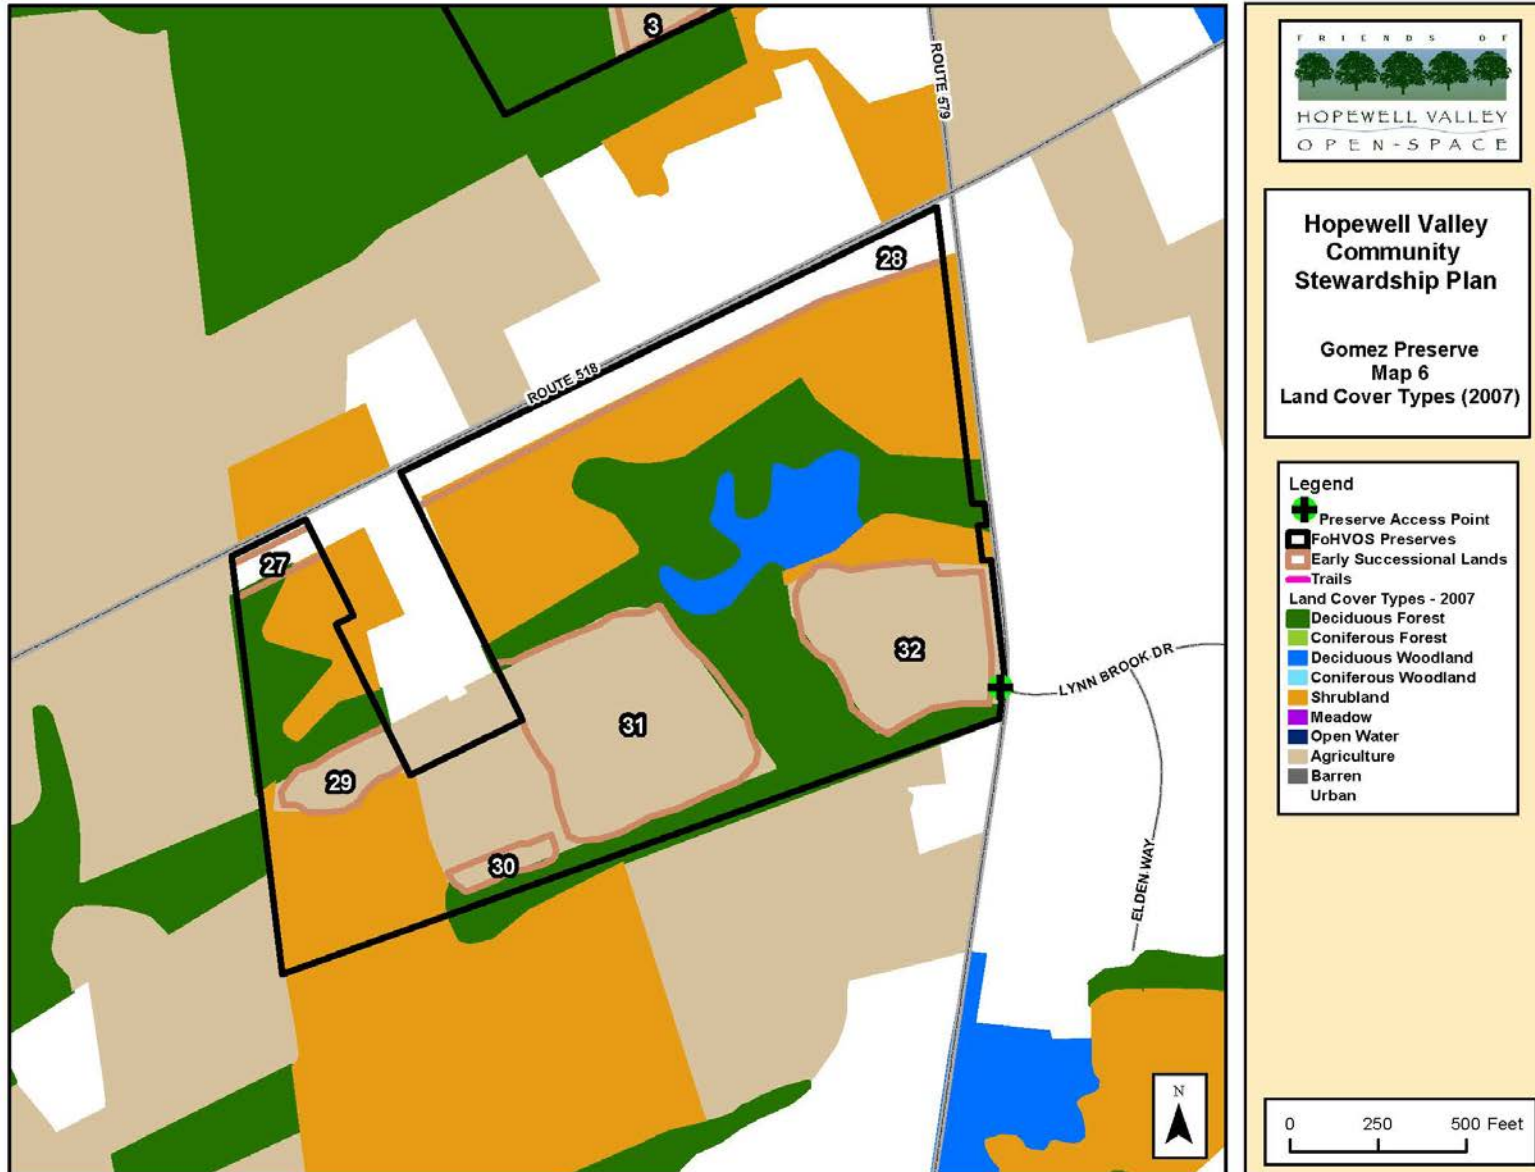 3
ROUTE 579
28
ROUTE 518
27
32
LYNN BROOK DR
31
29
30
ELDEN WAY
N
FRIENDS OF
HOPEWELL VALLEY
OPEN-SPACE
Hopewell Valley
Community
Stewardship Plan
Gomez Preserve
Map 6
Land Cover Types (2007)
Legend
Preserve Access Point
FoHVOS Preserves
Early Successional Lands
Trails
Land Cover Types - 2007
Deciduous Forest
Coniferous Forest
Deciduous Woodland
Coniferous Woodland
Shrubland
Meadow
Open Water
Agriculture
Barren
Urban
0 250 500 Feet